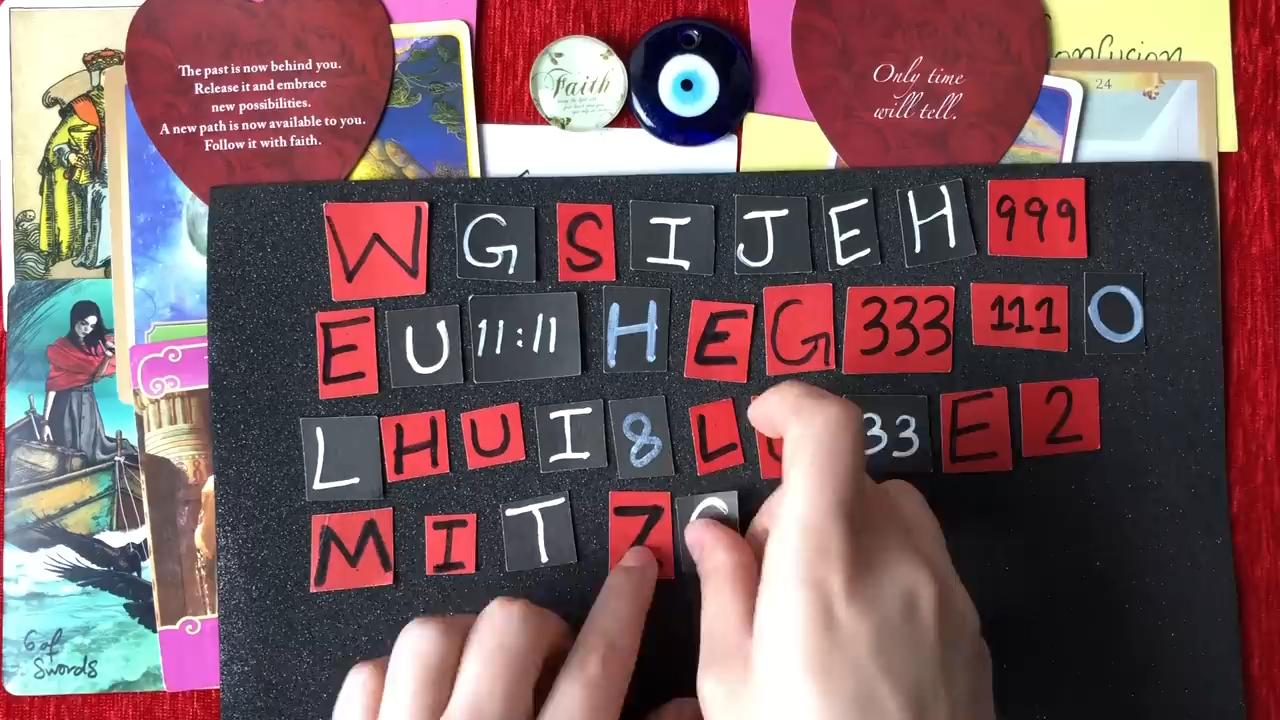 The past is now behind you.
Release it and embrace
new possibilities.
A new path is now available to you.
Follow it with faith.
Faith
Only time
will tell.
24
W G S I J E H 999
E U 11:11 H E G 333 111 O
L H U I 8 L 33 E 2
M I T Z
6 of
Swords